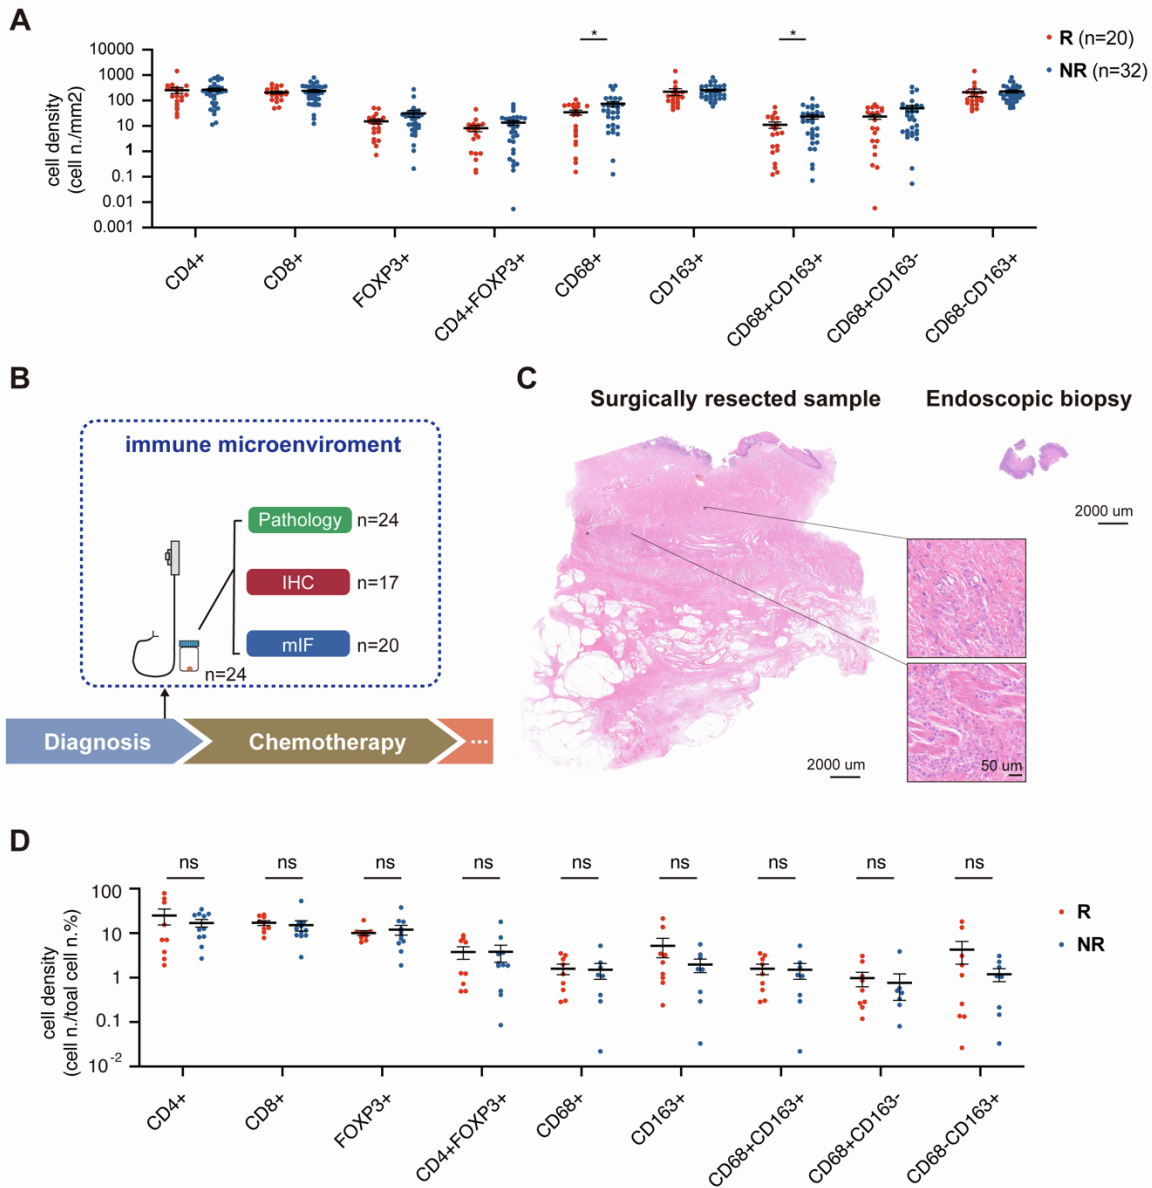 A
cell density
(cell n./mm2)
10000
1000
100
10
1
0.1
0.01
0.001
*
*
R (n=20)
NR (n=32)
CD4+
CD8+
FOXP3+
CD4+FOXP3+
CD68+
CD163+
CD68+CD163+
CD68+CD163-
CD68-CD163+
B
immune microenviroment
Pathology n=24
IHC n=17
mIF n=20
n=24
Diagnosis
Chemotherapy
...
C
Surgically resected sample
Endoscopic biopsy
2000 um
2000 um
50 um
D
cell density
(cell n./toal cell n.%)
100
10
1
0.1
10-2
ns
ns
ns
ns
ns
ns
ns
ns
ns
R
NR
CD4+
CD8+
FOXP3+
CD4+FOXP3+
CD68+
CD163+
CD68+CD163+
CD68+CD163-
CD68-CD163+